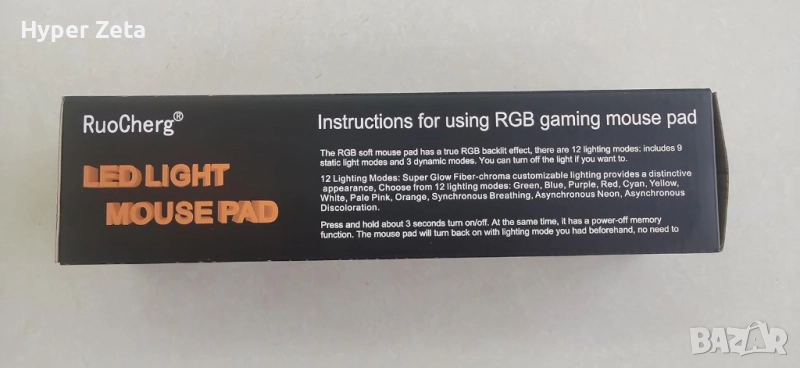 Hyper Zeta
RuoCherg®
LED LIGHT
MOUSE PAD
Instructions for using RGB gaming mouse pad
The RGB soft mouse pad has a true RGB backlit effect, there are 12 lighting modes: includes 9
static light modes and 3 dynamic modes. You can turn off the light if you want to.
12 Lighting Modes: Super Glow Fiber-chroma customizable lighting provides a distinctive
appearance, Choose from 12 lighting modes: Green, Blue, Purple, Red, Cyan, Yellow,
White, Pale Pink, Orange, Synchronous Breathing, Asynchronous Neon, Asynchronous
Discoloration.
Press and hold about 3 seconds turn on/off. At the same time, it has a power-off memory
function. The mouse pad will turn back on with lighting mode you had beforehand, no need to
BAZAR